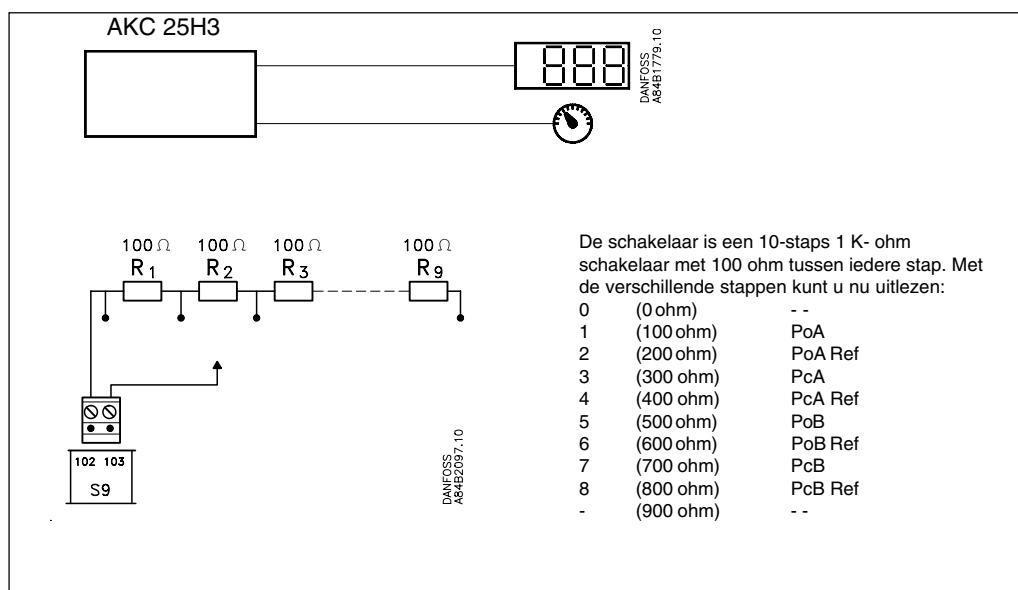 AKC 25H3
888
DANFOSS
A84B1779.10
100 Ω 100 Ω 100 Ω 100 Ω
R1 R2 R3 R9
102 103
S9
DANFOSS
A84B2097.10
De schakelaar is een 10-staps 1 K- ohm
schakelaar met 100 ohm tussen iedere stap. Met
de verschillende stappen kunt u nu uitlezen:
0 (0 ohm) - -
1 (100 ohm) PoA
2 (200 ohm) PoA Ref
3 (300 ohm) PcA
4 (400 ohm) PcA Ref
5 (500 ohm) PoB
6 (600 ohm) PoB Ref
7 (700 ohm) PcB
8 (800 ohm) PcB Ref
- (900 ohm) - -